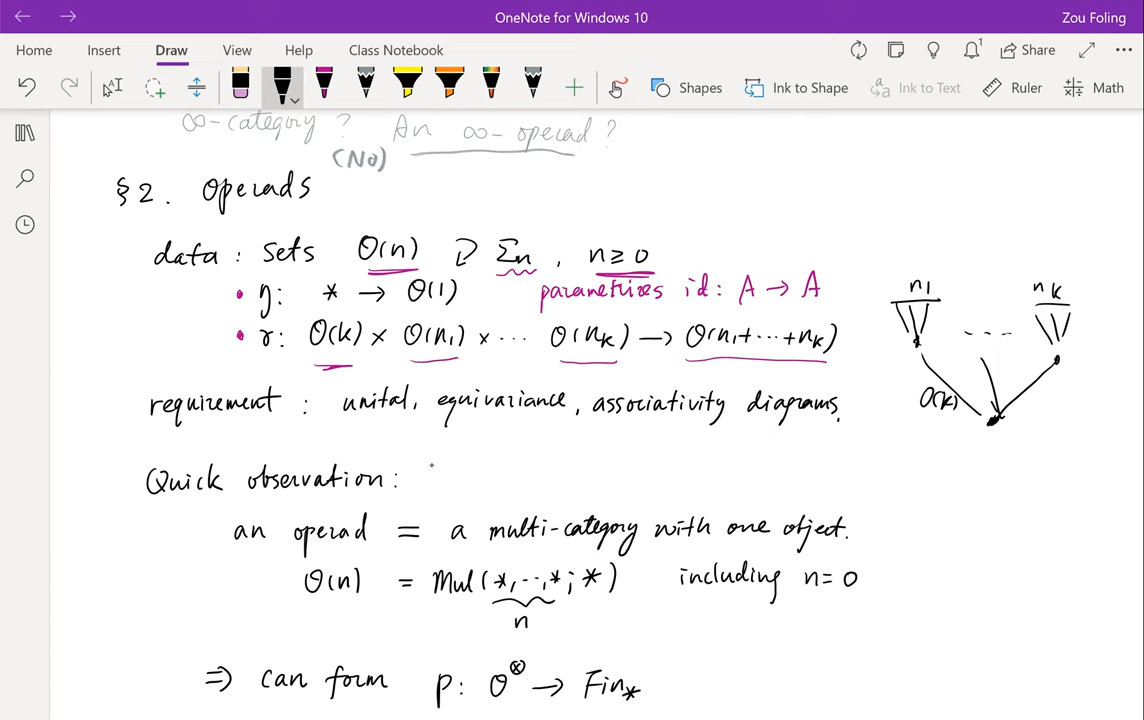 OneNote for Windows 10
Zou Foling
Home Insert Draw View Help Class Notebook
1 Share
Shapes Ink to Shape Ink to Text Ruler Math
∞-category? An ∞-operad?
(No)
§2. Operads
data: sets O(n) ↻ Σn, n≥0
• η: * → O(1) parametrizes id: A → A
• γ: O(k) × O(n1) × ... O(nk) → O(n1+...+nk)
n1 nk
...
O(k)
requirement: unital, equivariance, associativity diagrams.
Quick observation:
an operad = a multi-category with one object.
O(n) = Mul(*,..,*;*) including n=0
n
⇒ can form p: O^⊗ → Fin*